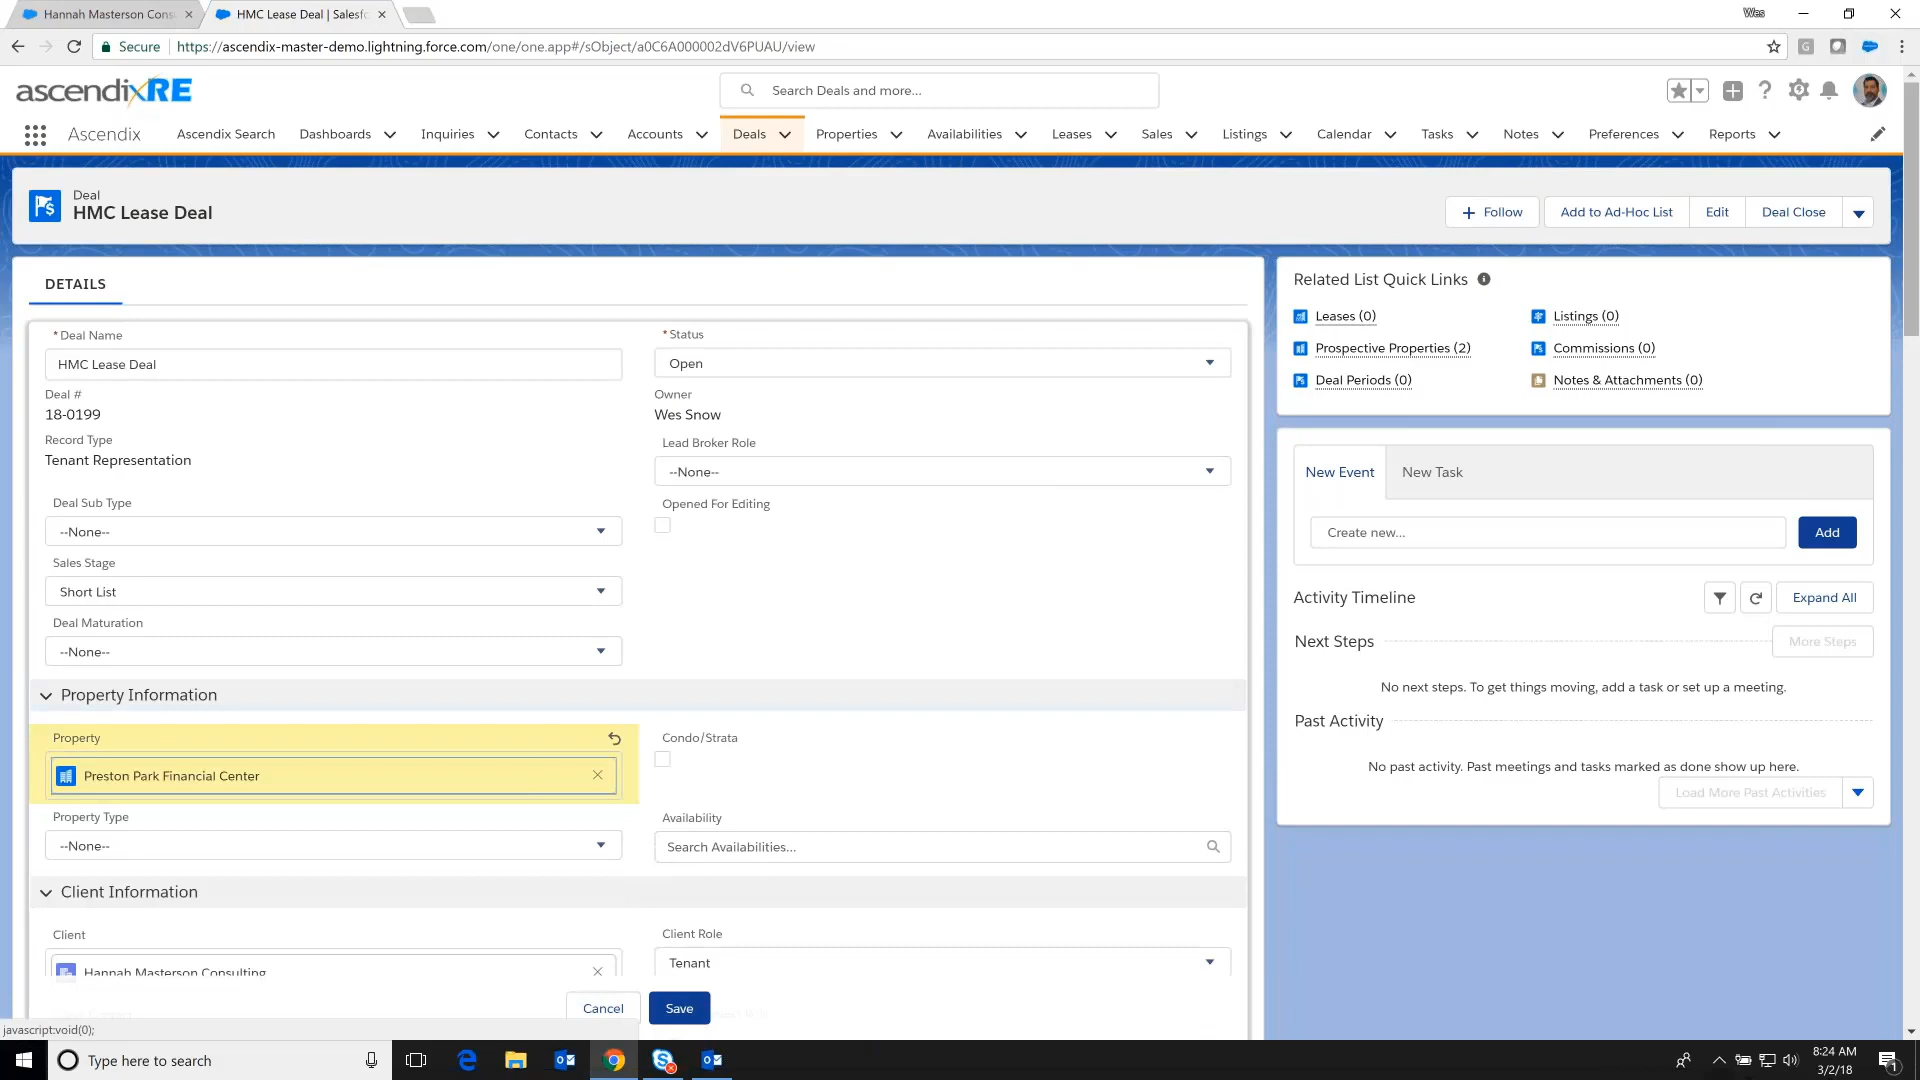 Hannah Masterson Cons
HMC Lease Deal | Salesfo
Wes
Secure
https://ascendix-master-demo.lightning.force.com/one/one.app#/sObject/a0C6A000002dV6PUAU/view
ascendixRE
Search Deals and more...
Ascendix
Ascendix Search
Dashboards
Inquiries
Contacts
Accounts
Deals
Properties
Availabilities
Leases
Sales
Listings
Calendar
Tasks
Notes
Preferences
Reports
Deal
HMC Lease Deal
Follow
Add to Ad-Hoc List
Edit
Deal Close
DETAILS
* Deal Name
HMC Lease Deal
* Status
Open
Deal #
18-0199
Owner
Wes Snow
Record Type
Tenant Representation
Lead Broker Role
--None--
Deal Sub Type
--None--
Opened For Editing
Sales Stage
Short List
Deal Maturation
--None--
Property Information
Property
Preston Park Financial Center
Condo/Strata
Property Type
--None--
Availability
Search Availabilities...
Client Information
Client
Hannah Masterson Consulting
Client Role
Tenant
Cancel
Save
Related List Quick Links
Leases (0)
Listings (0)
Prospective Properties (2)
Commissions (0)
Deal Periods (0)
Notes & Attachments (0)
New Event
New Task
Create new...
Add
Activity Timeline
Expand All
Next Steps
More Steps
No next steps. To get things moving, add a task or set up a meeting.
Past Activity
No past activity. Past meetings and tasks marked as done show up here.
Load More Past Activities
javascript:void(0);
Type here to search
8:24 AM
3/2/18
1